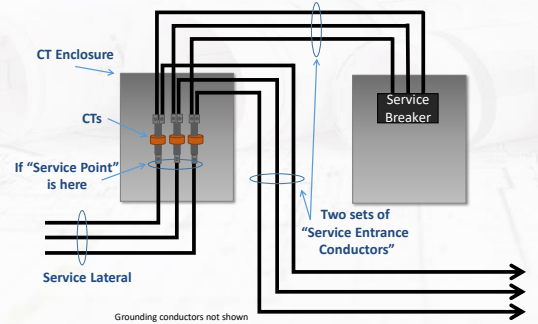 CT Enclosure
CTs
If “Service Point”
is here
Service Lateral
Service
Breaker
Two sets of
“Service Entrance
Conductors”
Grounding conductors not shown